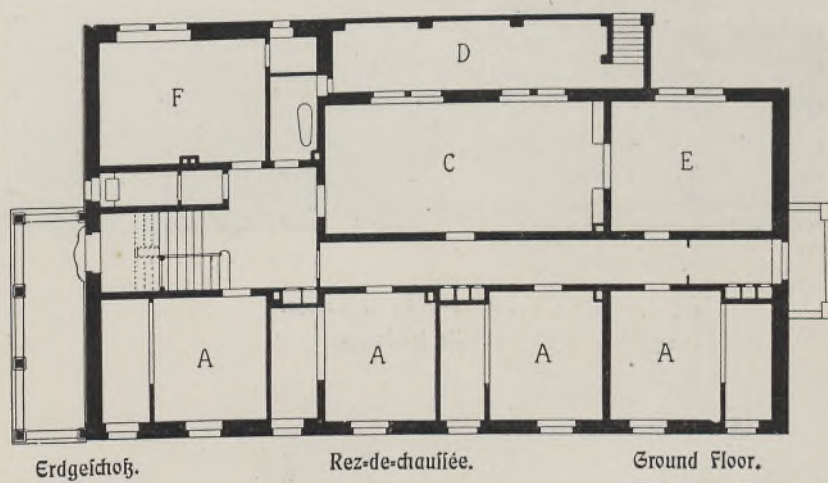 D
F
C
E
A
A
A
A
Erdgeſchoß.
Rez-de-chauſſée.
Ground Floor.